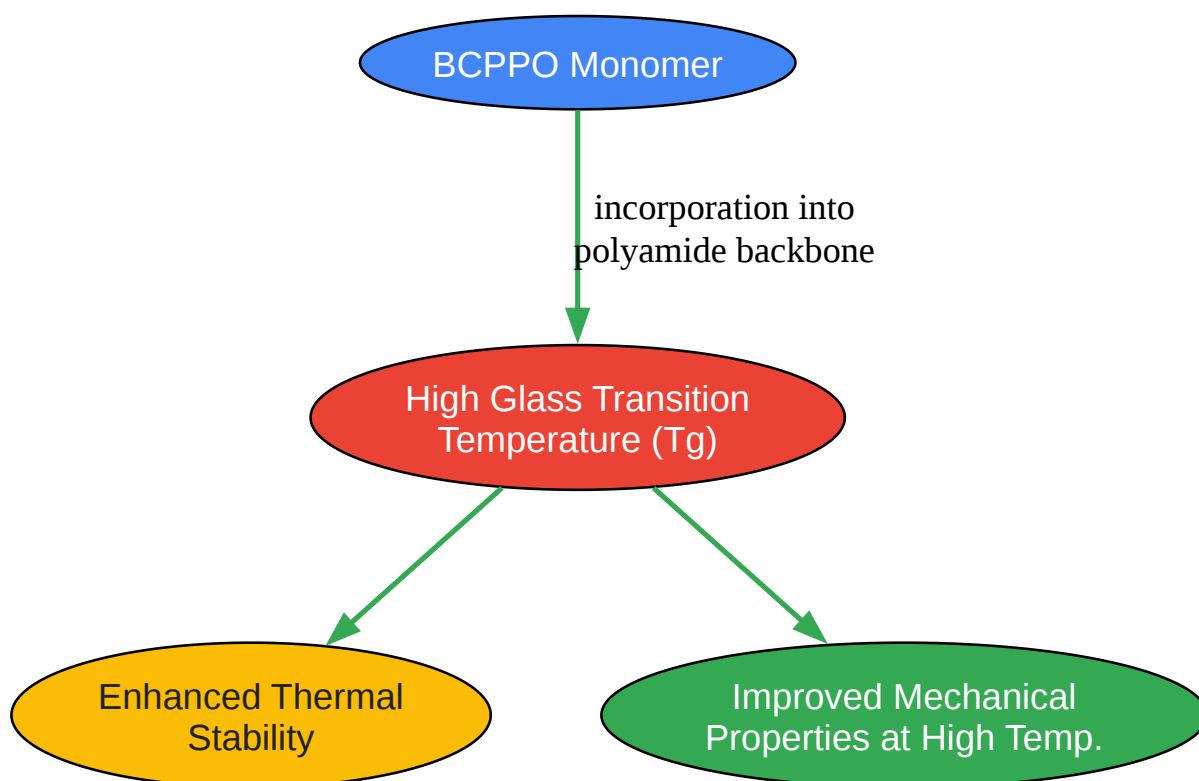 BCPPO Monomer
incorporation into
polyamide backbone
High Glass Transition
Temperature (Tg)
Enhanced Thermal
Stability
Improved Mechanical
Properties at High Temp.